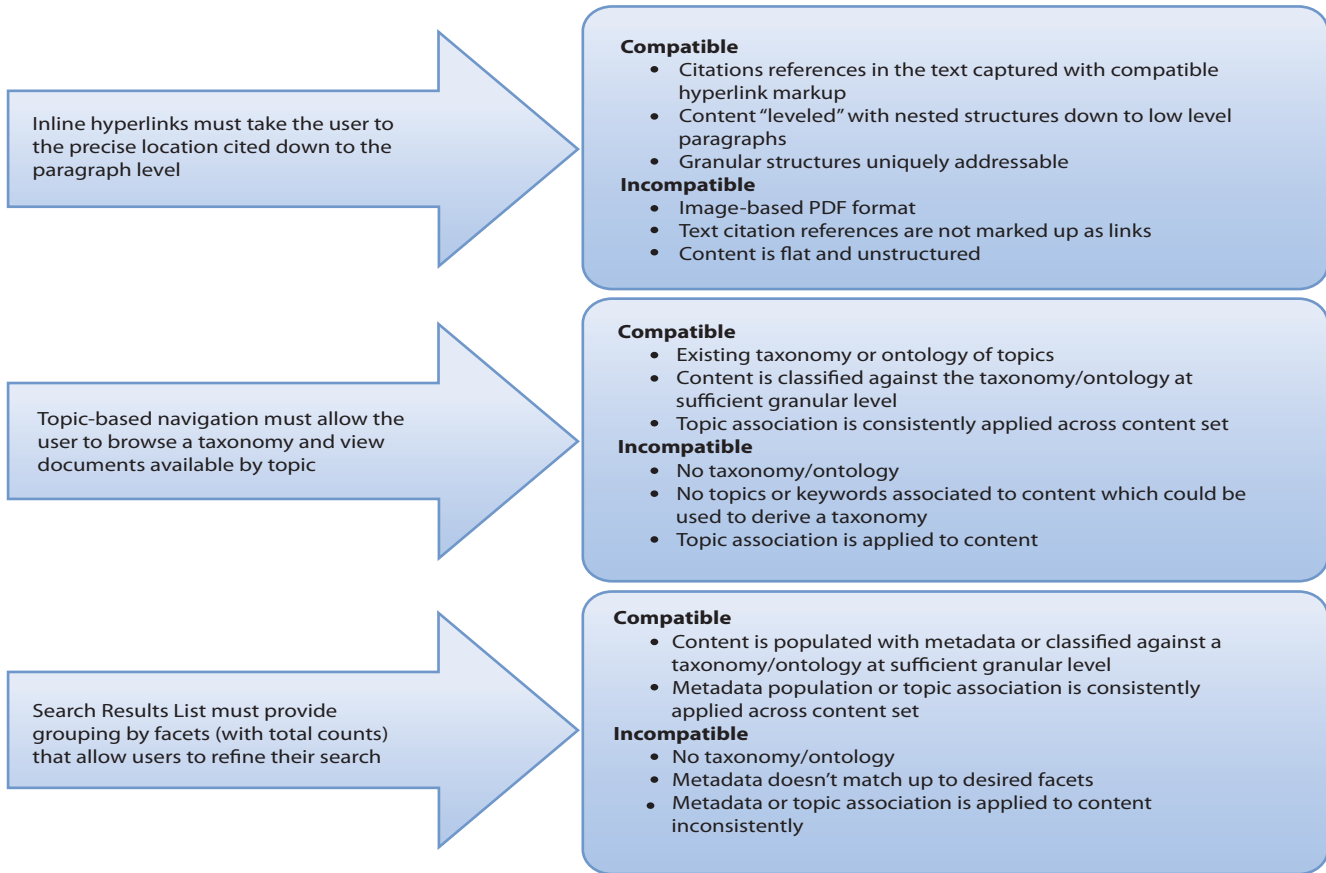 Inline hyperlinks must take the user to
the precise location cited down to the
paragraph level
Compatible
• Citations references in the text captured with compatible
hyperlink markup
• Content “leveled” with nested structures down to low level
paragraphs
• Granular structures uniquely addressable
Incompatible
• Image-based PDF format
• Text citation references are not marked up as links
• Content is flat and unstructured
Topic-based navigation must allow the
user to browse a taxonomy and view
documents available by topic
Compatible
• Existing taxonomy or ontology of topics
• Content is classified against the taxonomy/ontology at
sufficient granular level
• Topic association is consistently applied across content set
Incompatible
• No taxonomy/ontology
• No topics or keywords associated to content which could be
used to derive a taxonomy
• Topic association is applied to content
Search Results List must provide
grouping by facets (with total counts)
that allow users to refine their search
Compatible
• Content is populated with metadata or classified against a
taxonomy/ontology at sufficient granular level
• Metadata population or topic association is consistently
applied across content set
Incompatible
• No taxonomy/ontology
• Metadata doesn’t match up to desired facets
• Metadata or topic association is applied to content
inconsistently